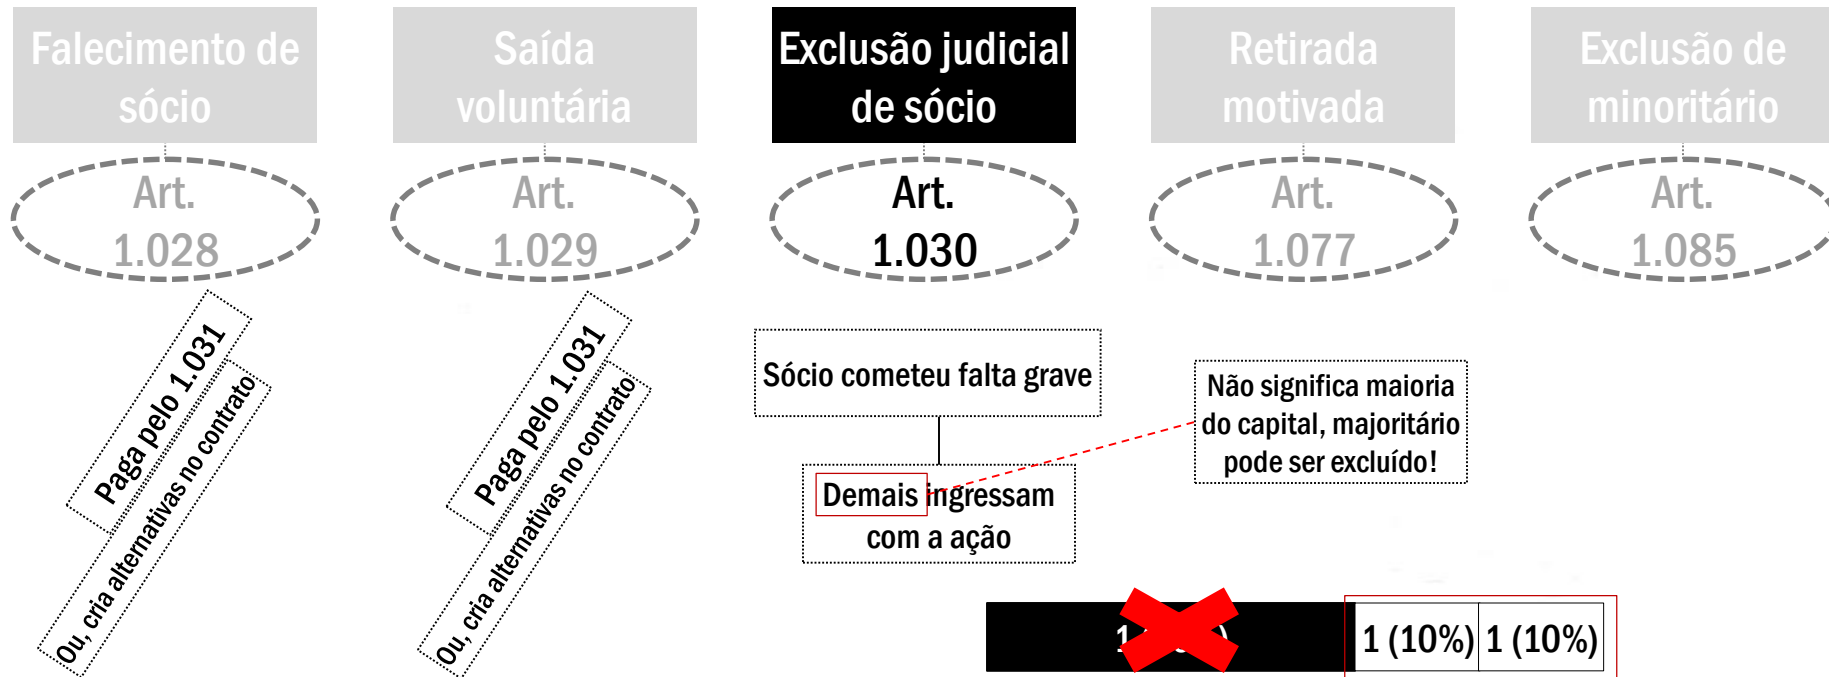 Falecimento de
sócio
Saída
voluntária
Exclusão judicial
de sócio
Retirada
motivada
Exclusão de
minoritário
Art.
1.028
Art.
1.029
Art.
1.030
Art.
1.077
Art.
1.085
Paga pelo 1.031
Ou, cria alternativas no contrato
Paga pelo 1.031
Ou, cria alternativas no contrato
Sócio cometeu falta grave
Demais ingressam
com a ação
Não significa maioria
do capital, majoritário
pode ser excluído!
1
1 (10%)
1 (10%)